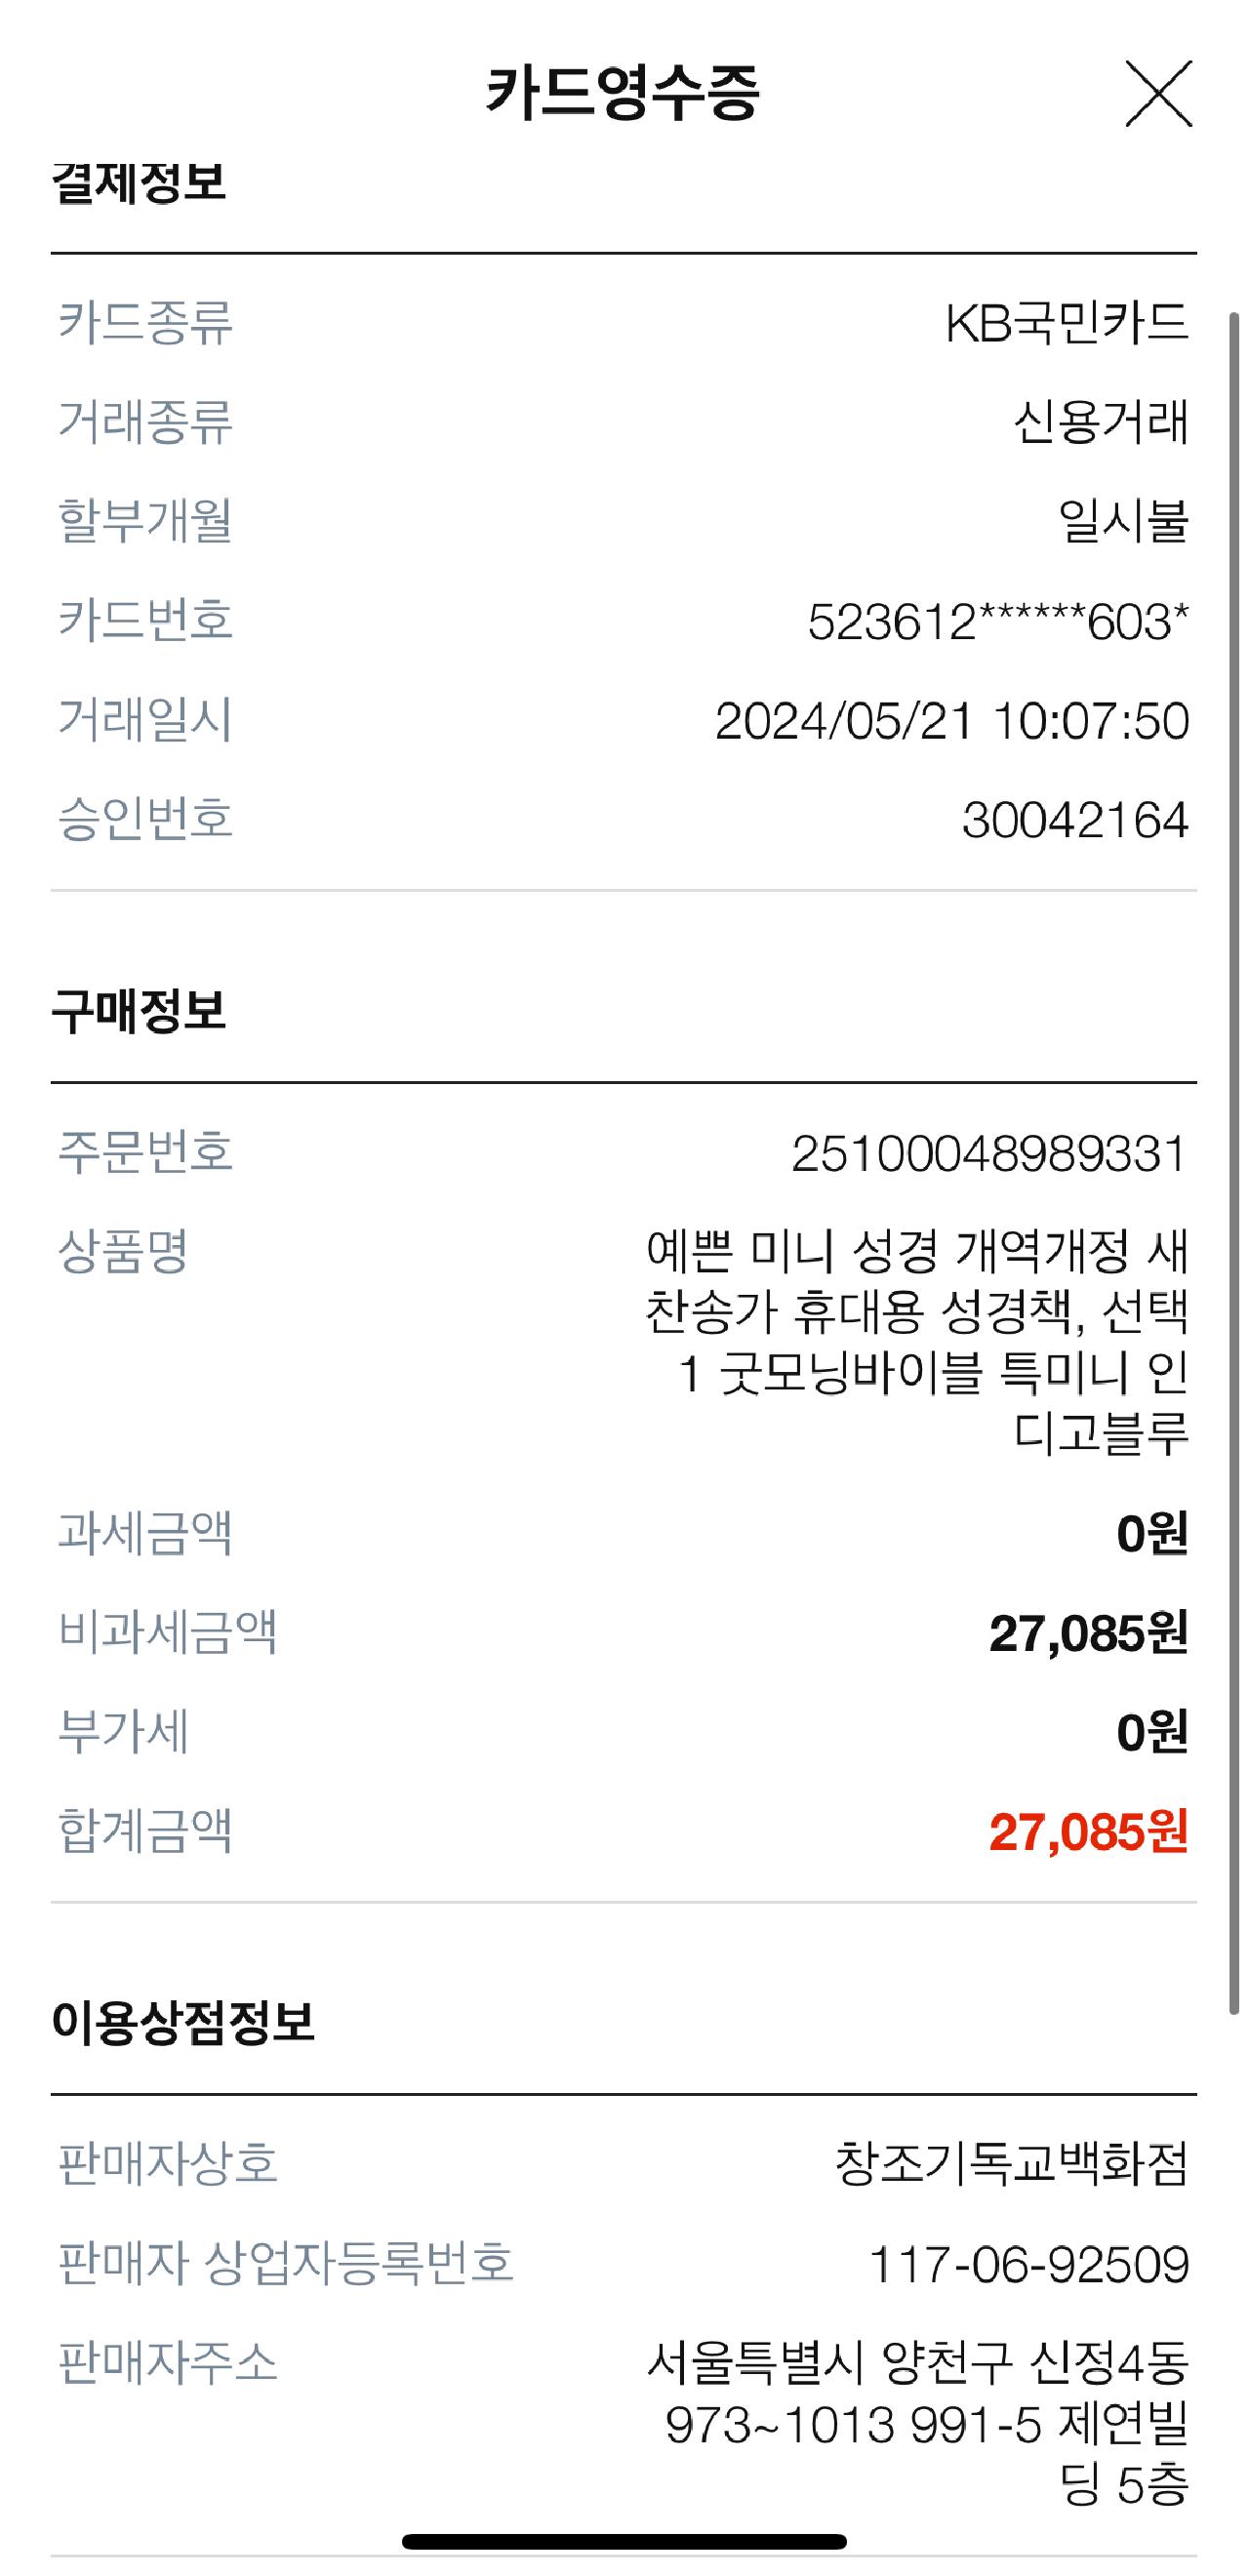 카드영수증
결제정보
카드종류 KB국민카드
거래종류 신용거래
할부개월 일시불
카드번호 523612******603*
거래일시 2024/05/21 10:07:50
승인번호 30042164
구매정보
주문번호 25100048989331
상품명 예쁜 미니 성경 개역개정 새
찬송가 휴대용 성경책, 선택
1 굿모닝바이블 특미니 인
디고블루
과세금액 0원
비과세금액 27,085원
부가세 0원
합계금액 27,085원
이용상점정보
판매자상호 창조기독교백화점
판매자 상업자등록번호 117-06-92509
판매자주소 서울특별시 양천구 신정4동
973~1013 991-5 제연빌
딩 5층